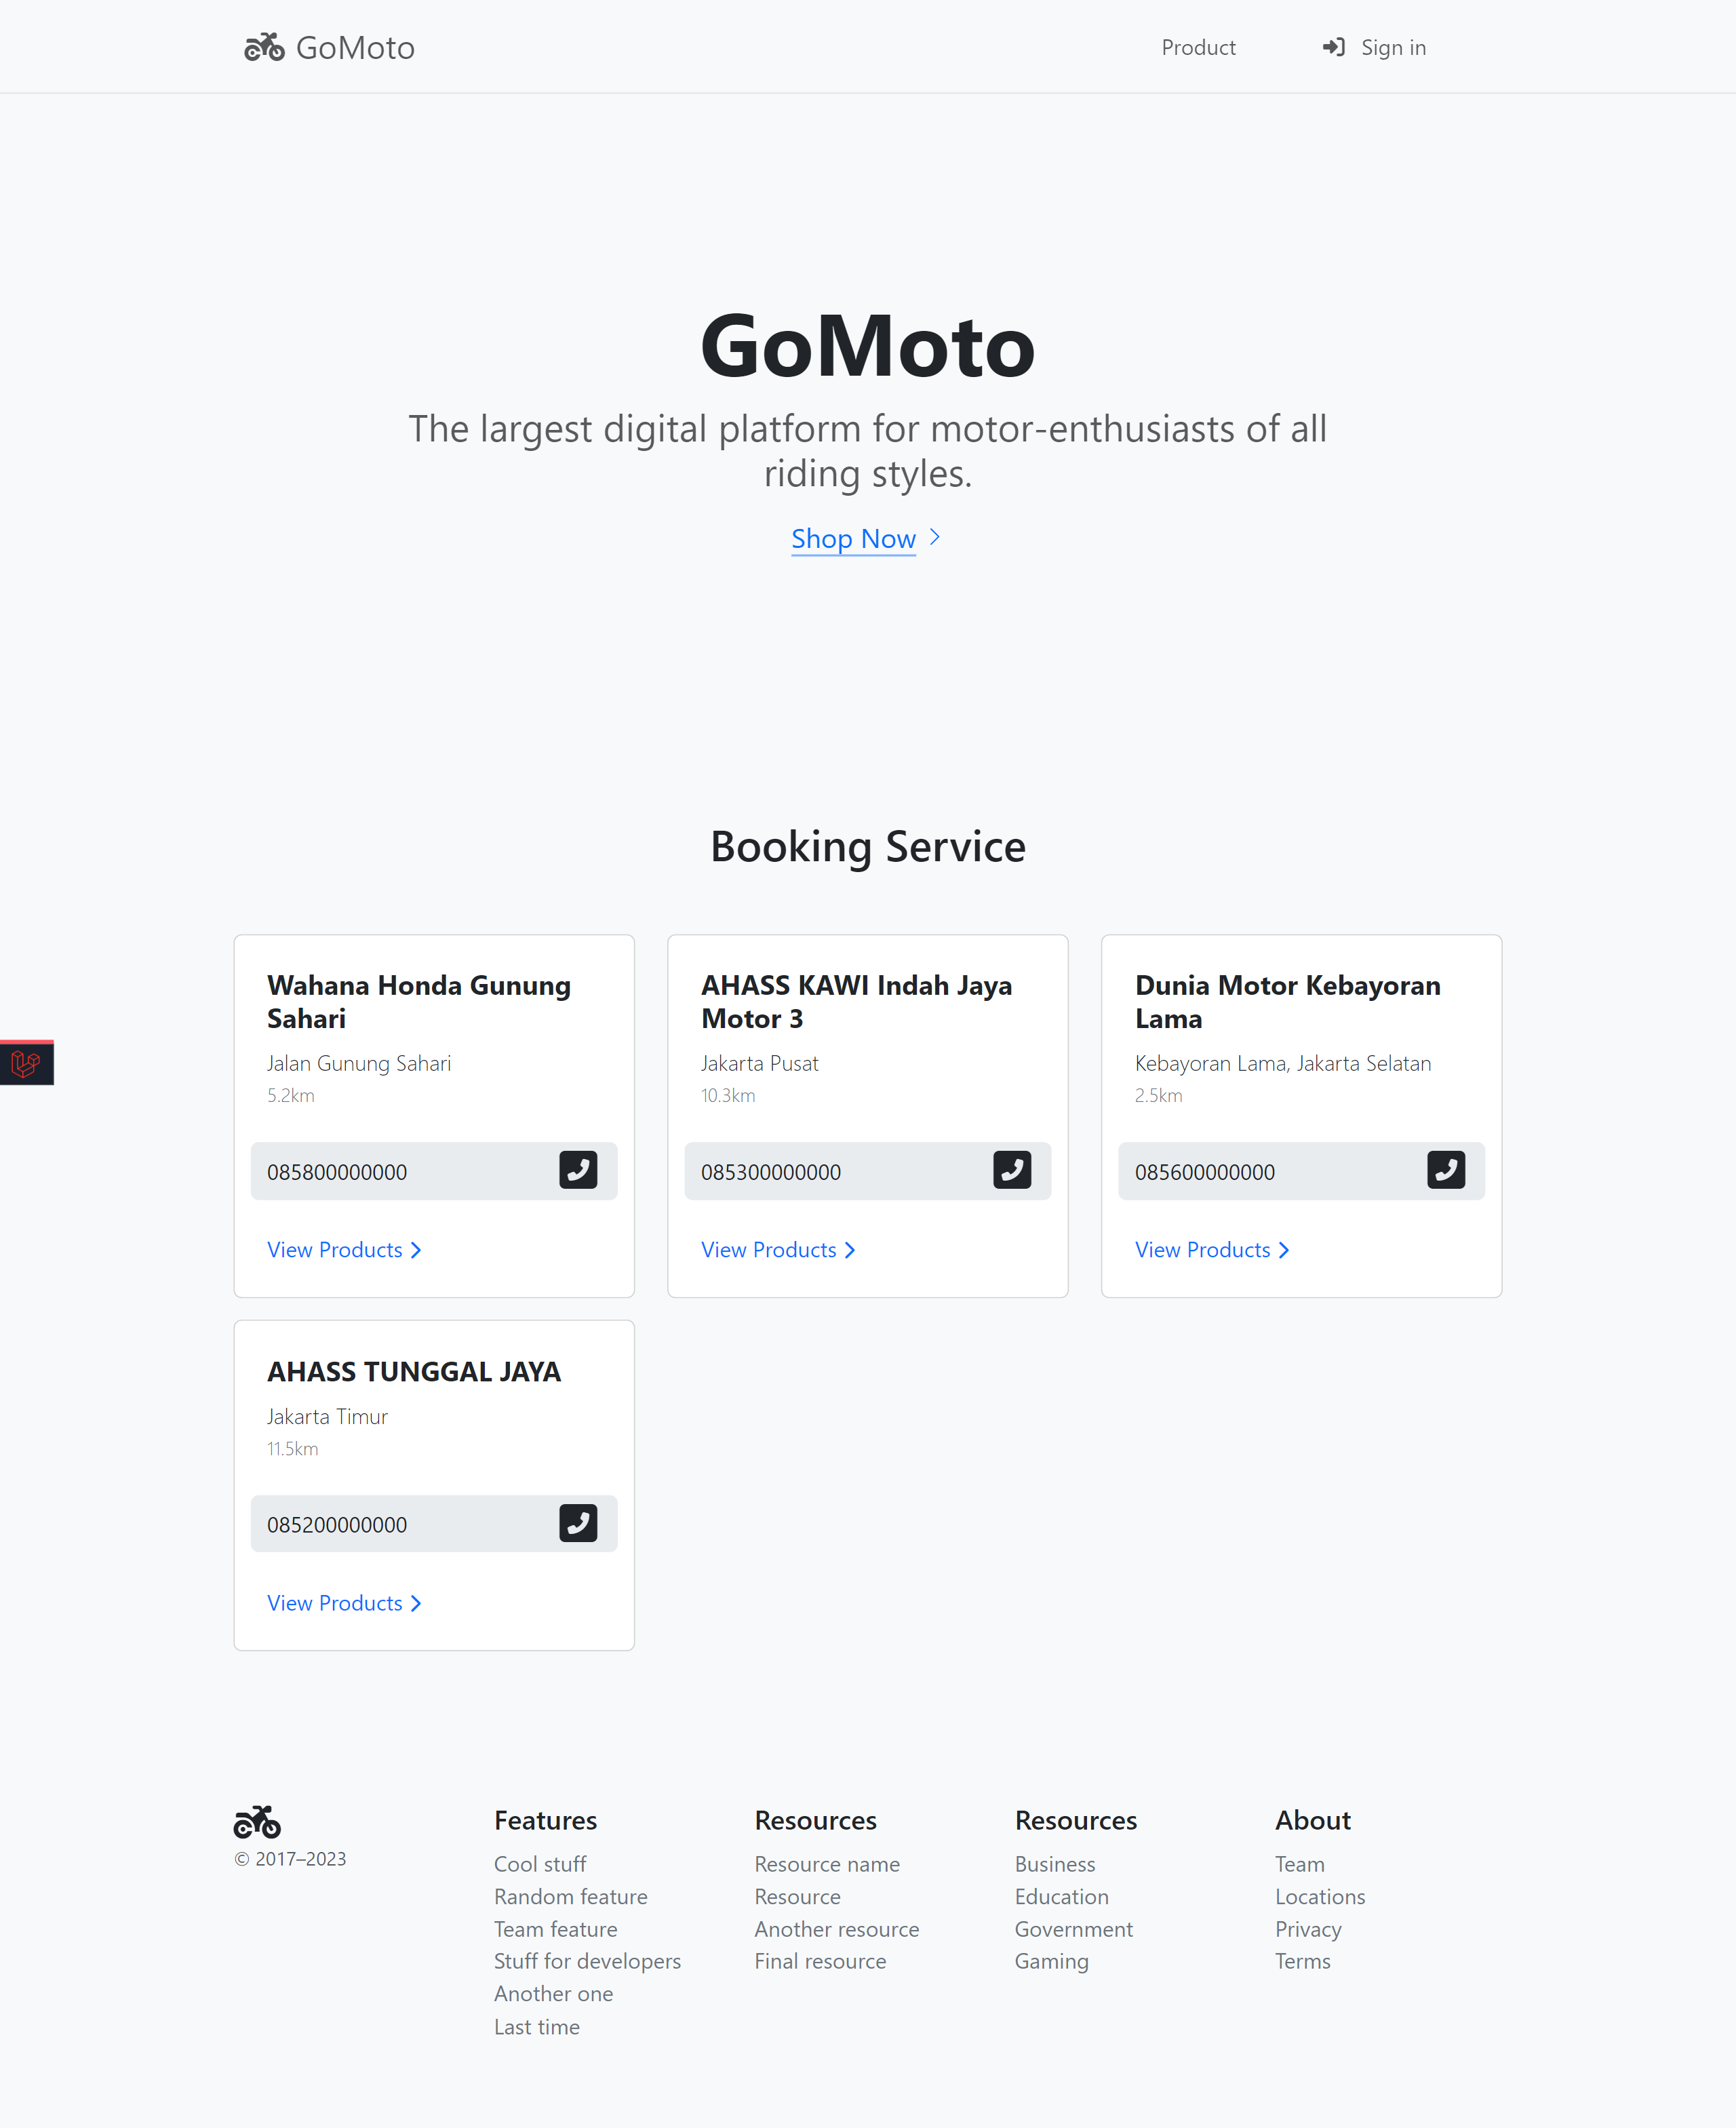 GoMoto
Product
Sign in
GoMoto
The largest digital platform for motor-enthusiasts of all
riding styles.
Shop Now
Booking Service
Wahana Honda Gunung
Sahari
Jalan Gunung Sahari
5.2km
085800000000
View Products
AHASS KAWI Indah Jaya
Motor 3
Jakarta Pusat
10.3km
085300000000
View Products
Dunia Motor Kebayoran
Lama
Kebayoran Lama, Jakarta Selatan
2.5km
085600000000
View Products
AHASS TUNGGAL JAYA
Jakarta Timur
11.5km
085200000000
View Products
© 2017–2023
Features
Cool stuff
Random feature
Team feature
Stuff for developers
Another one
Last time
Resources
Resource name
Resource
Another resource
Final resource
Resources
Business
Education
Government
Gaming
About
Team
Locations
Privacy
Terms